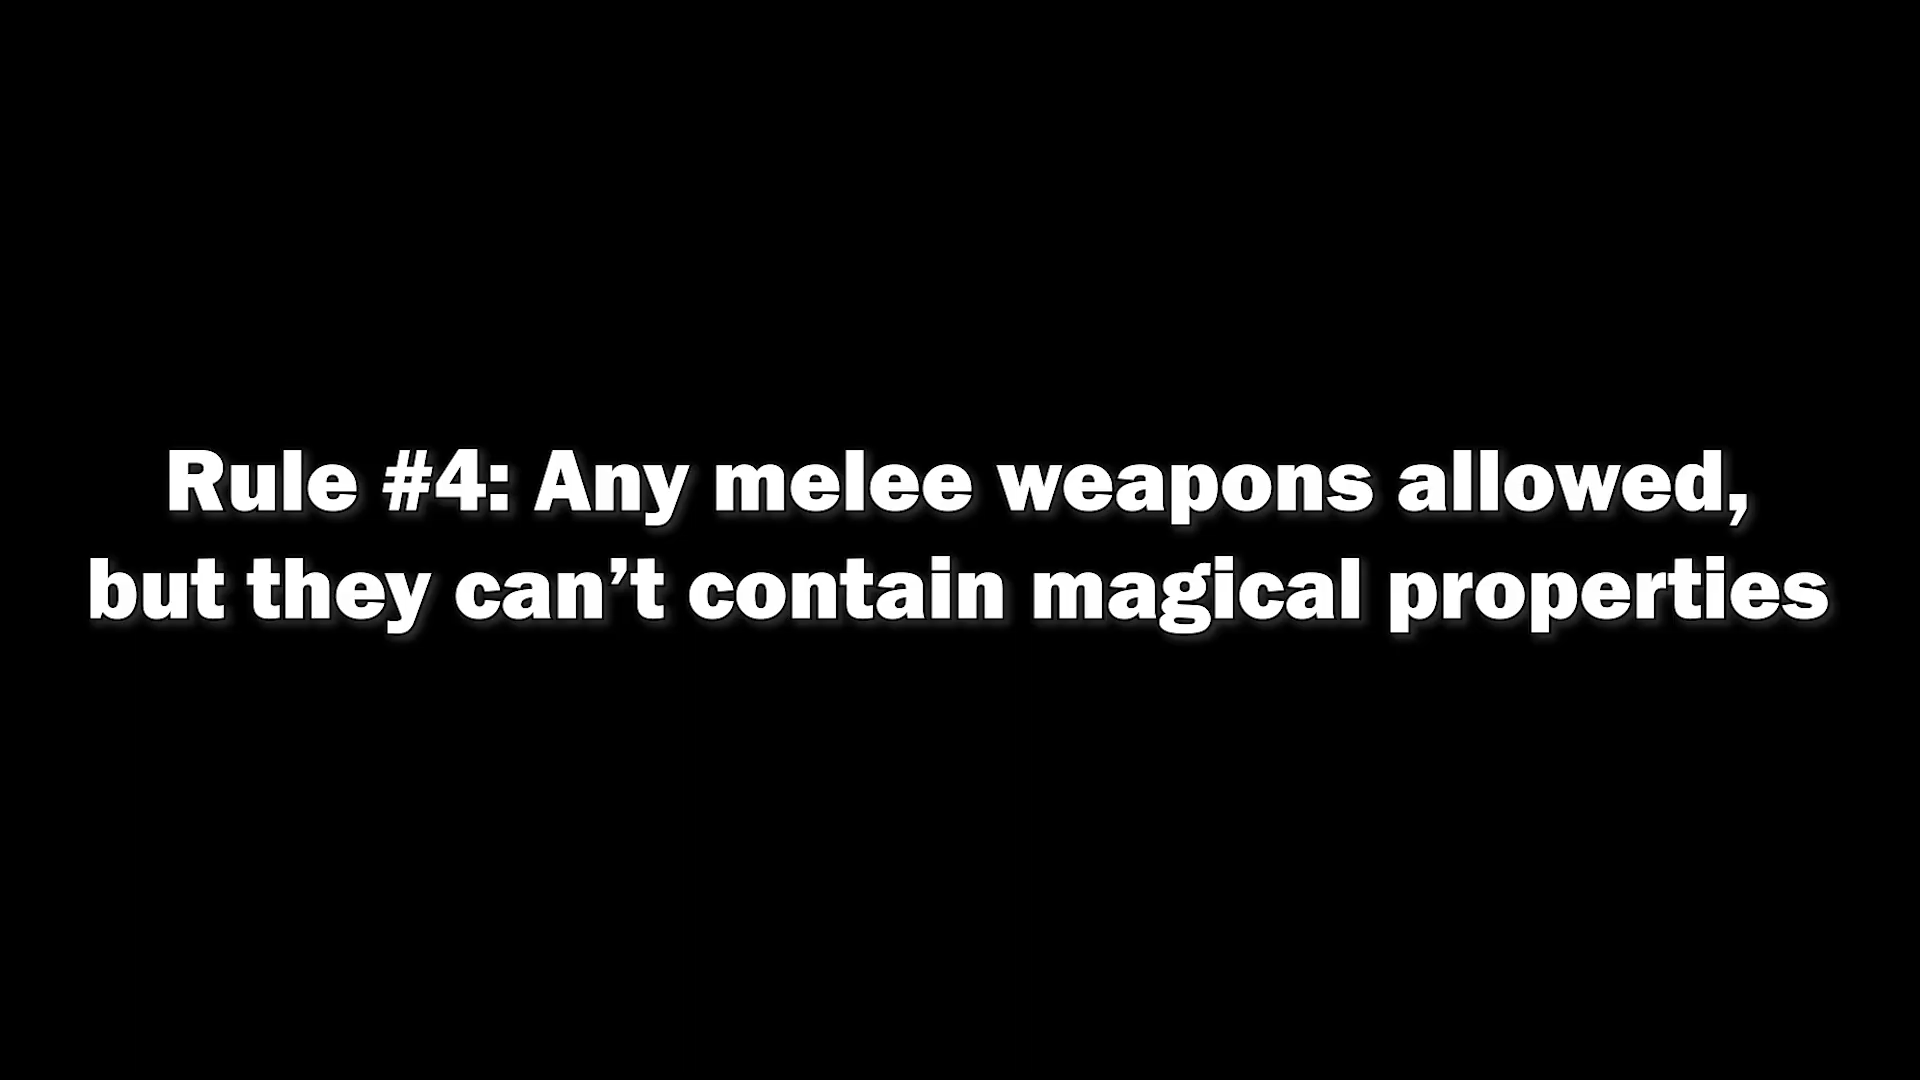 Rule #4: Any melee weapons allowed,
but they can’t contain magical properties